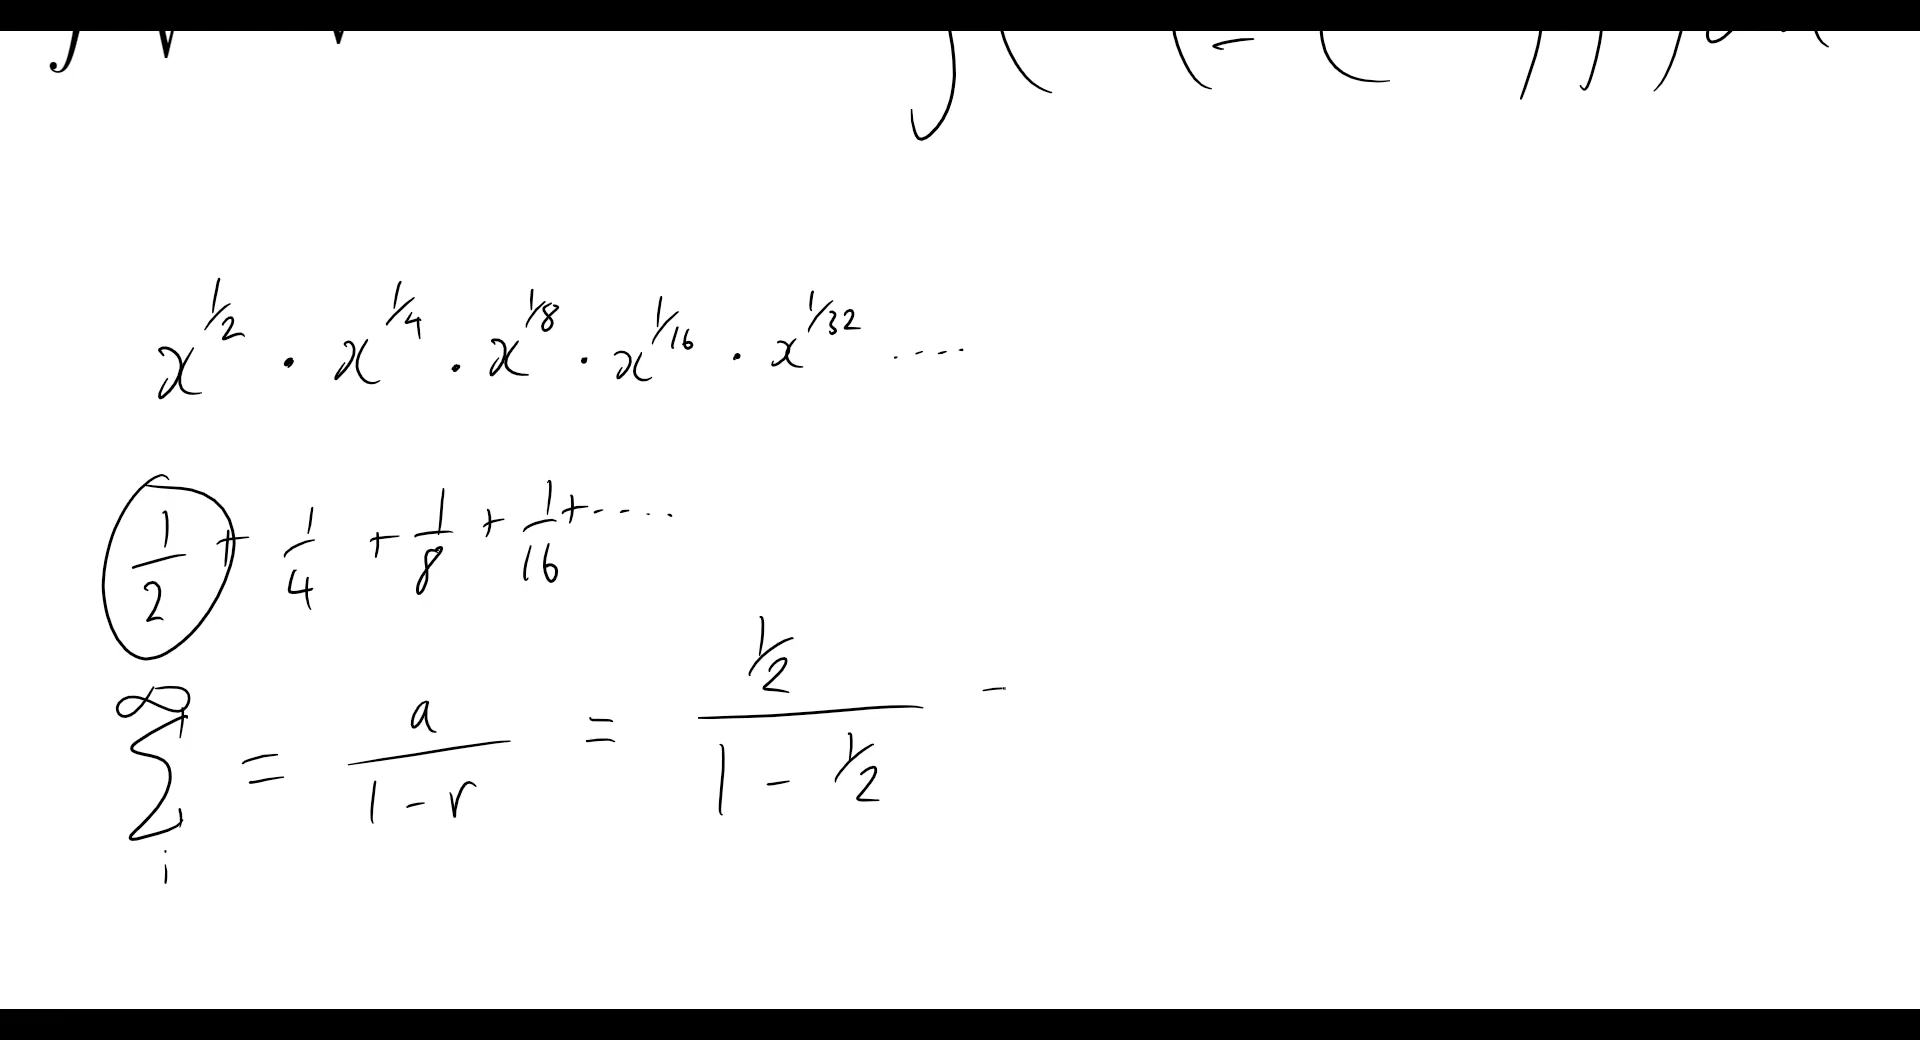 x^{1/2} · x^{1/4} · x^{1/8} · x^{1/16} · x^{1/32} .....
1/2 + 1/4 + 1/8 + 1/16 + .....
∑_{i}^{∞} = a/(1 - r) = (1/2)/(1 - 1/2) -